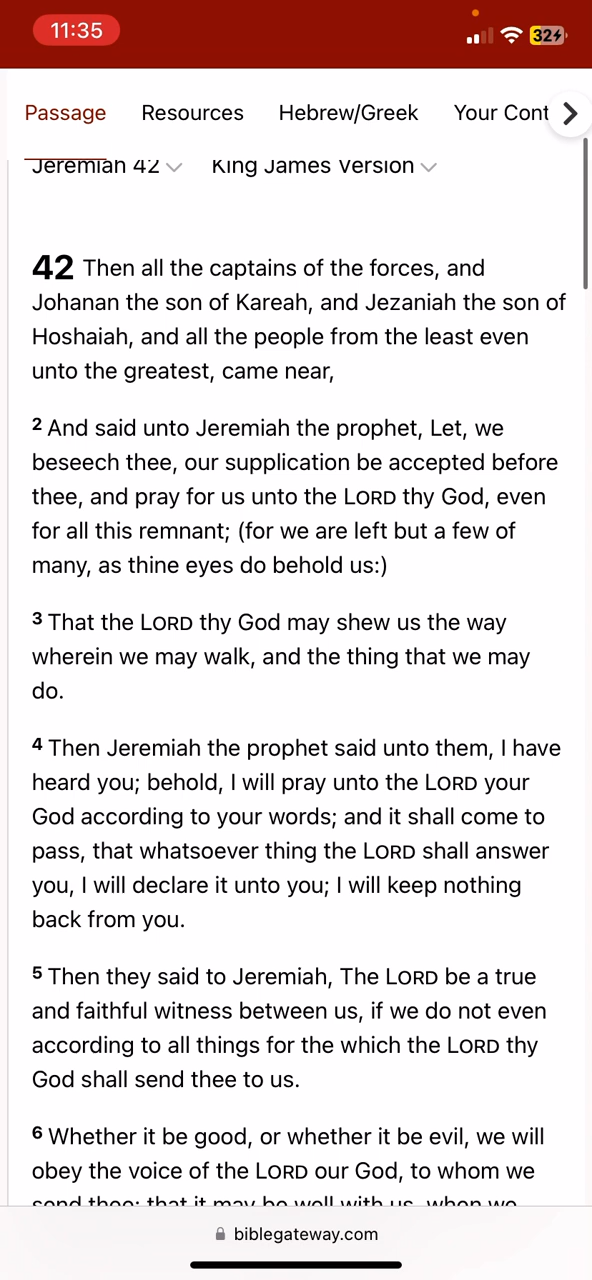 11:35
32
Passage Resources Hebrew/Greek Your Cont
Jeremiah 42 King James Version
42 Then all the captains of the forces, and
Johanan the son of Kareah, and Jezaniah the son of
Hoshaiah, and all the people from the least even
unto the greatest, came near,
2 And said unto Jeremiah the prophet, Let, we
beseech thee, our supplication be accepted before
thee, and pray for us unto the LORD thy God, even
for all this remnant; (for we are left but a few of
many, as thine eyes do behold us:)
3 That the LORD thy God may shew us the way
wherein we may walk, and the thing that we may
do.
4 Then Jeremiah the prophet said unto them, I have
heard you; behold, I will pray unto the LORD your
God according to your words; and it shall come to
pass, that whatsoever thing the LORD shall answer
you, I will declare it unto you; I will keep nothing
back from you.
5 Then they said to Jeremiah, The LORD be a true
and faithful witness between us, if we do not even
according to all things for the which the LORD thy
God shall send thee to us.
6 Whether it be good, or whether it be evil, we will
obey the voice of the LORD our God, to whom we
send thee; that it may be well with us, when we
biblegateway.com